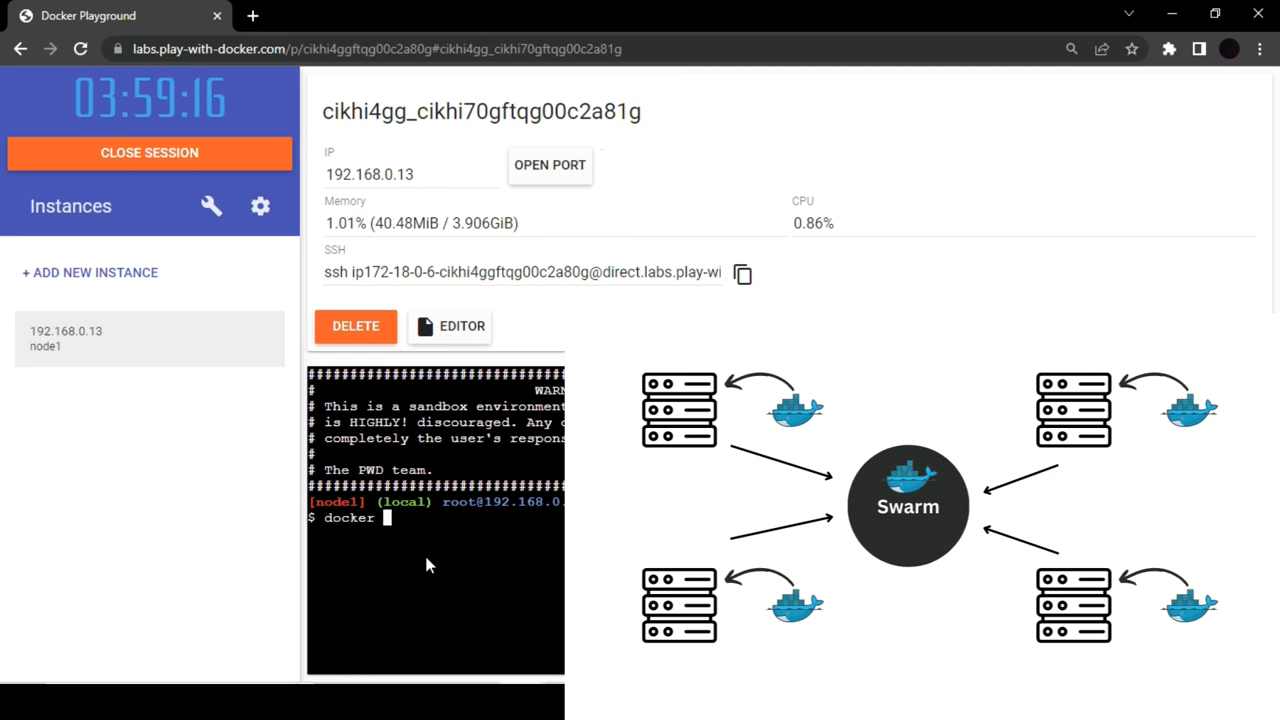 Docker Playground
labs.play-with-docker.com/p/cikhi4ggftqg00c2a80g#cikhi4gg_cikhi70gftqg00c2a81g
03:59:16
CLOSE SESSION
Instances
+ ADD NEW INSTANCE
192.168.0.13
node1
cikhi4gg_cikhi70gftqg00c2a81g
IP
192.168.0.13
OPEN PORT
Memory
1.01% (40.48MiB / 3.906GiB)
CPU
0.86%
SSH
ssh ip172-18-0-6-cikhi4ggftqg00c2a80g@direct.labs.play-wi
DELETE
EDITOR
###############################
# WARN
# This is a sandbox environment
# is HIGHLY! discouraged. Any c
# completely the user's respons
#
# The PWD team.
###############################
[node1] (local) root@192.168.0.
$ docker
Swarm